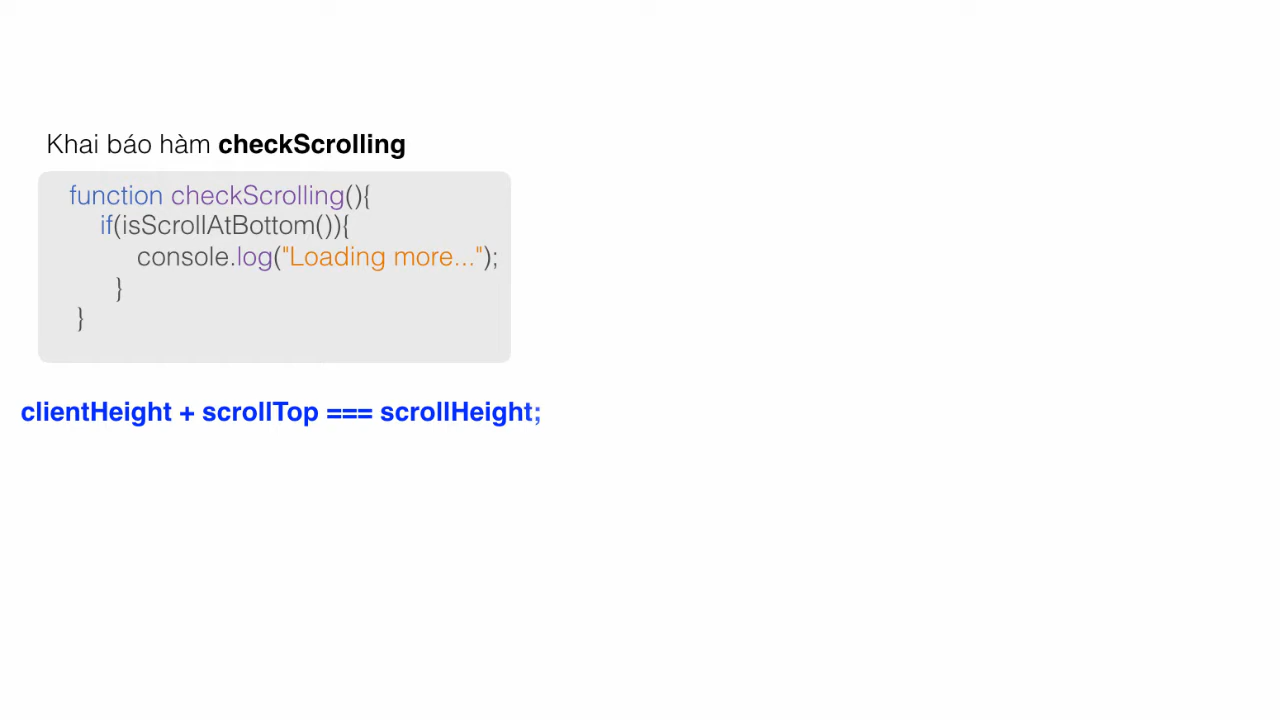 Khai báo hàm checkScrolling
function checkScrolling(){
if(isScrollAtBottom()){
console.log("Loading more...");
}
}
clientHeight + scrollTop === scrollHeight;